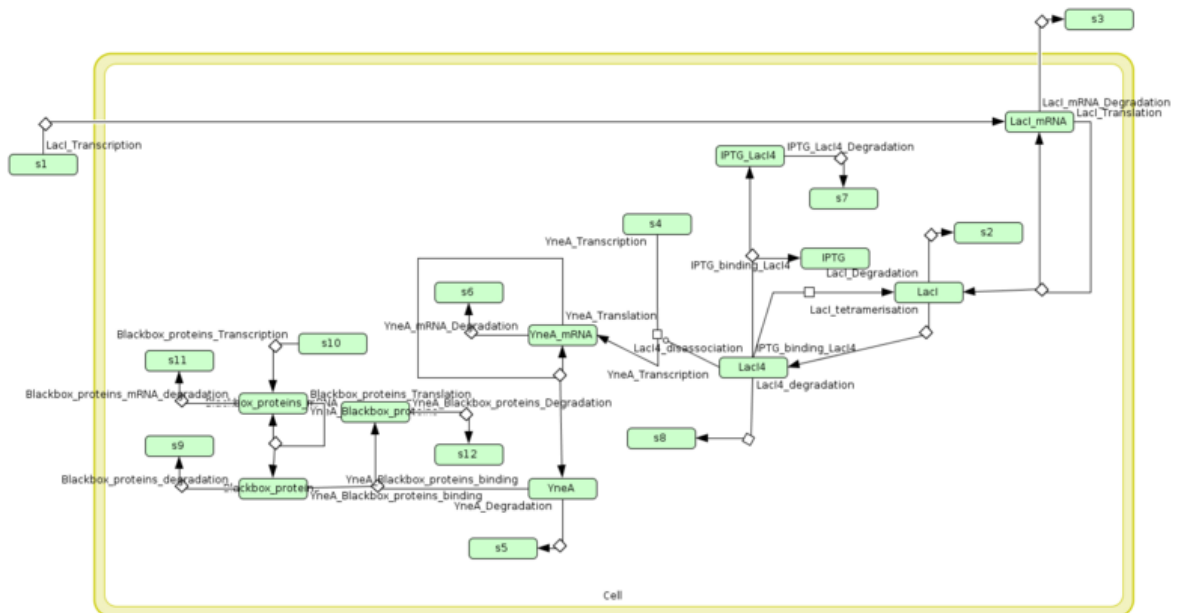 s3
LacI_mRNA_Degradation
LacI_Translation
LacI_mRNA
LacI_Transcription
s1
IPTG_LacI4
IPTG_LacI4_Degradation
s7
s4
YneA_Transcription
s2
IPTG
IPTG_binding_LacI4
LacI_Degradation
s6
LacI
LacI_tetramerisation
YneA_Translation
YneA_mRNA_Degradation
YneA_mRNA
Blackbox_proteins_Transcription
s10
LacI4_disassociation
IPTG_binding_LacI4
s11
LacI4
YneA_Transcription
LacI4_degradation
Blackbox_proteins_mRNA_degradation
Blackbox_proteins_Translation
YneA_Blackbox_proteins_Degradation
YneA_Blackbox_proteins
s9
s8
s12
Blackbox_proteins_degradation
YneA_Blackbox_proteins_binding
YneA
YneA_Blackbox_proteins_binding
YneA_Degradation
s5
Cell